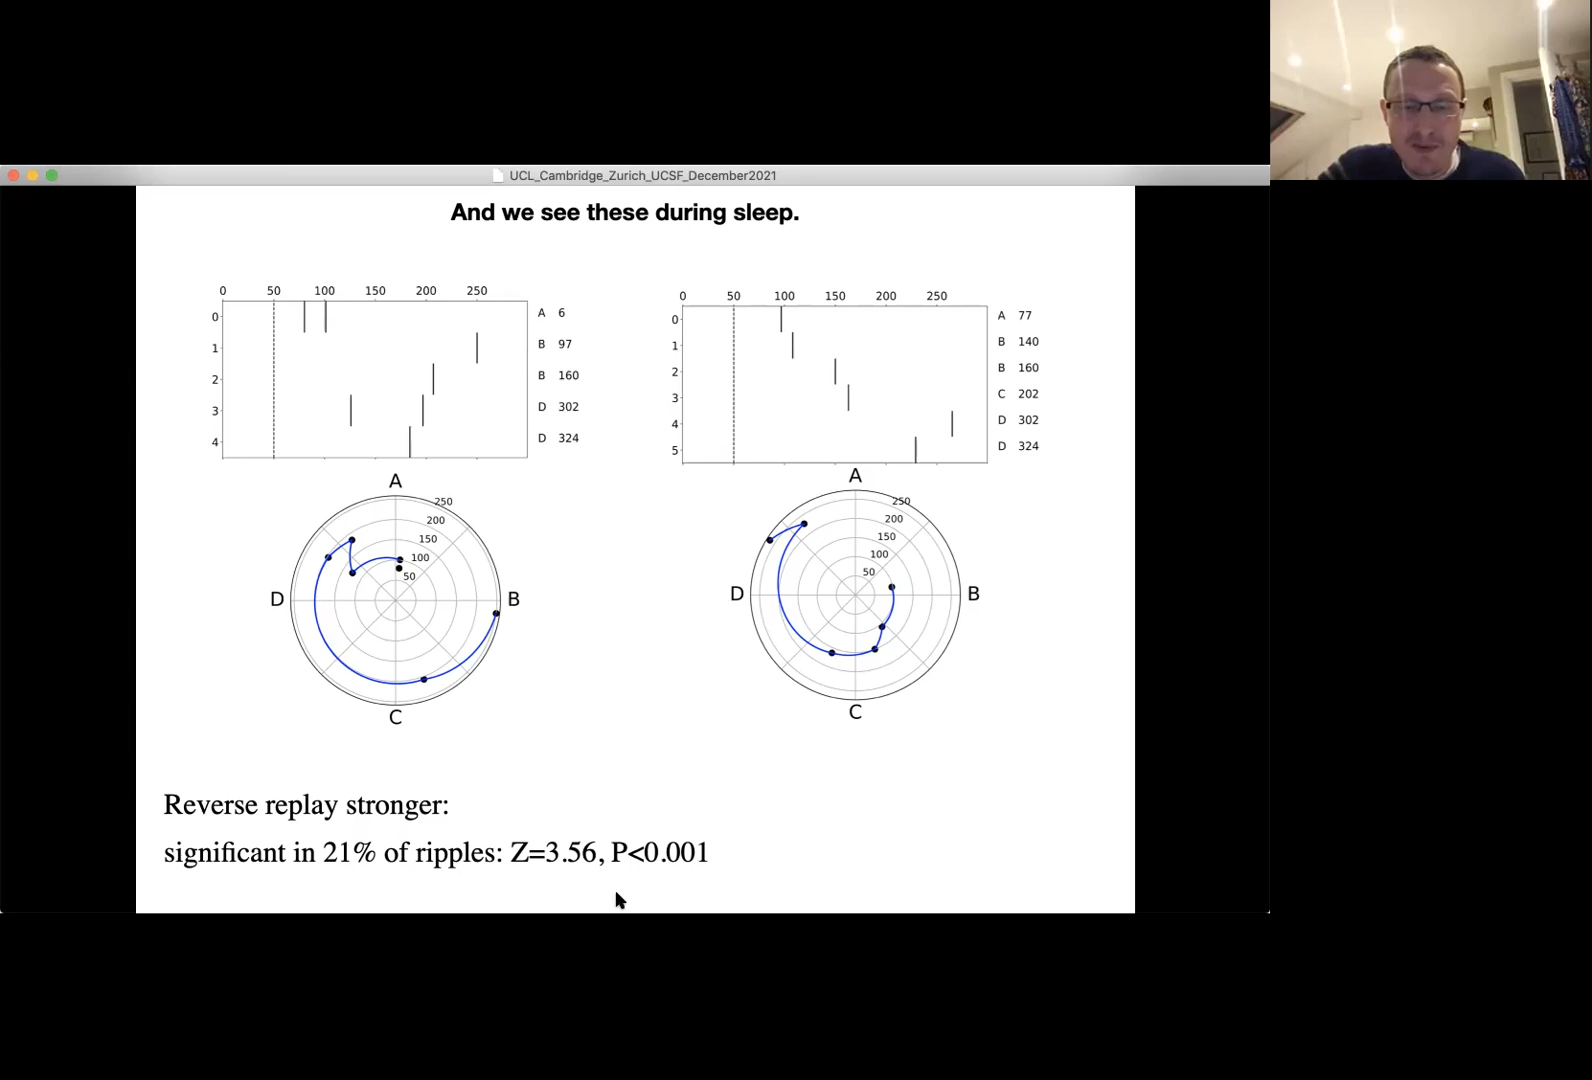 UCL_Cambridge_Zurich_UCSF_December2021
And we see these during sleep.
0 50 100 150 200 250
0 A 6
1 B 97
2 B 160
3 D 302
4 D 324
0 50 100 150 200 250
0 A 77
1 B 140
2 B 160
3 C 202
4 D 302
5 D 324
A
250
200
150
100
50
D B
C
A
250
200
150
100
50
D B
C
Reverse replay stronger:
significant in 21% of ripples: Z=3.56, P<0.001